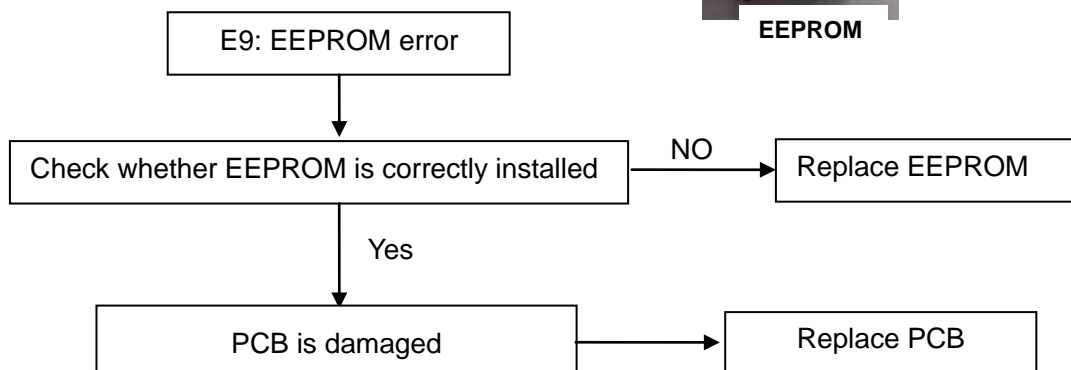 EEPROM
E9: EEPROM error
Check whether EEPROM is correctly installed
NO
Replace EEPROM
Yes
PCB is damaged
Replace PCB